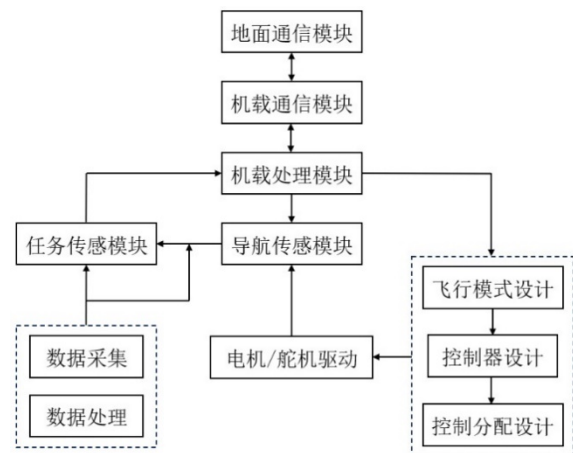 地面通信模块
机载通信模块
机载处理模块
任务传感模块
导航传感模块
飞行模式设计
数据采集
电机/舵机驱动
控制器设计
数据处理
控制分配设计